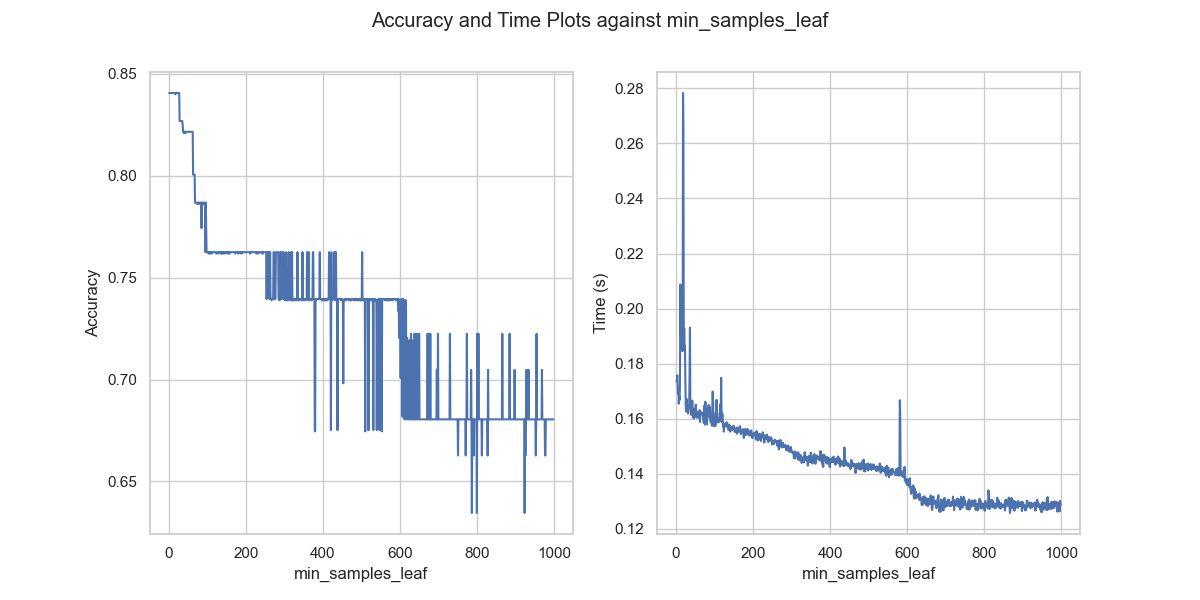 Accuracy and Time Plots against min_samples_leaf
0.85
0.80
0.75
0.70
0.65
Accuracy
0 200 400 600 800 1000
min_samples_leaf
0.28
0.26
0.24
0.22
0.20
0.18
0.16
0.14
0.12
Time (s)
0 200 400 600 800 1000
min_samples_leaf